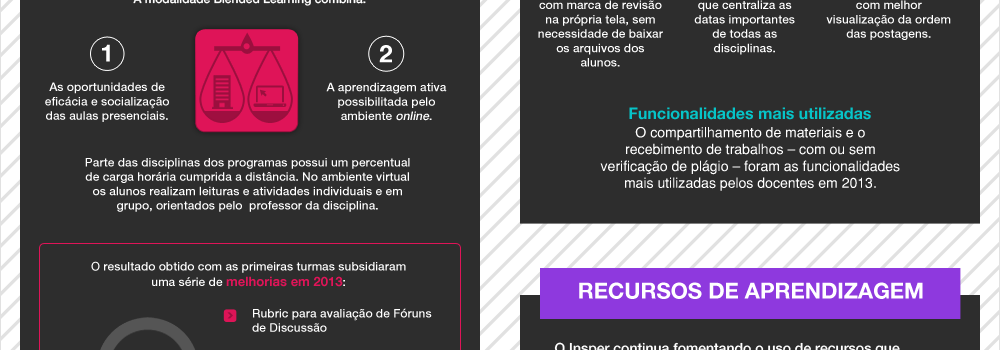 A modalidade Blended Learning combina:
1
As oportunidades de
eficácia e socialização
das aulas presenciais.
2
A aprendizagem ativa
possibilitada pelo
ambiente online.
Parte das disciplinas dos programas possui um percentual
de carga horária cumprida a distância. No ambiente virtual
os alunos realizam leituras e atividades individuais e em
grupo, orientados pelo professor da disciplina.
O resultado obtido com as primeiras turmas subsidiaram
uma série de melhorias em 2013:
Rubric para avaliação de Fóruns
de Discussão
com marca de revisão
na própria tela, sem
necessidade de baixar
os arquivos dos
alunos.
que centraliza as
datas importantes
de todas as
disciplinas.
com melhor
visualização da ordem
das postagens.
Funcionalidades mais utilizadas
O compartilhamento de materiais e o
recebimento de trabalhos – com ou sem
verificação de plágio – foram as funcionalidades
mais utilizadas pelos docentes em 2013.
RECURSOS DE APRENDIZAGEM
O Insper continua fomentando o uso de recursos que